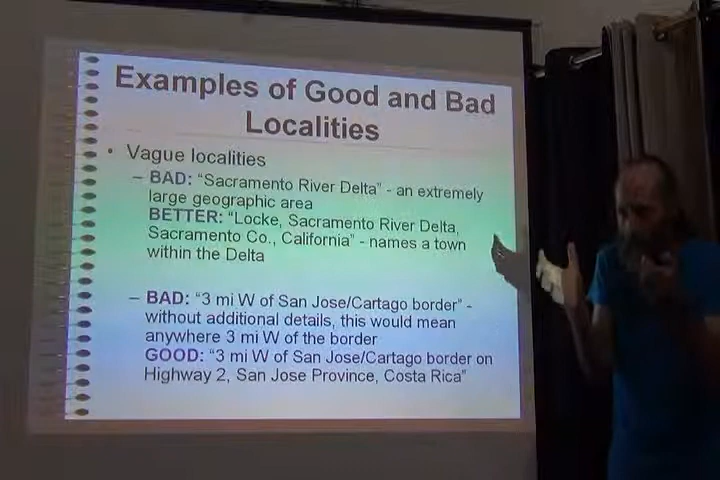 Examples of Good and Bad
Localities
• Vague localities
– BAD: “Sacramento River Delta” - an extremely
large geographic area
BETTER: “Locke, Sacramento River Delta,
Sacramento Co., California” - names a town
within the Delta
– BAD: “3 mi W of San Jose/Cartago border” -
without additional details, this would mean
anywhere 3 mi W of the border
GOOD: “3 mi W of San Jose/Cartago border on
Highway 2, San Jose Province, Costa Rica”